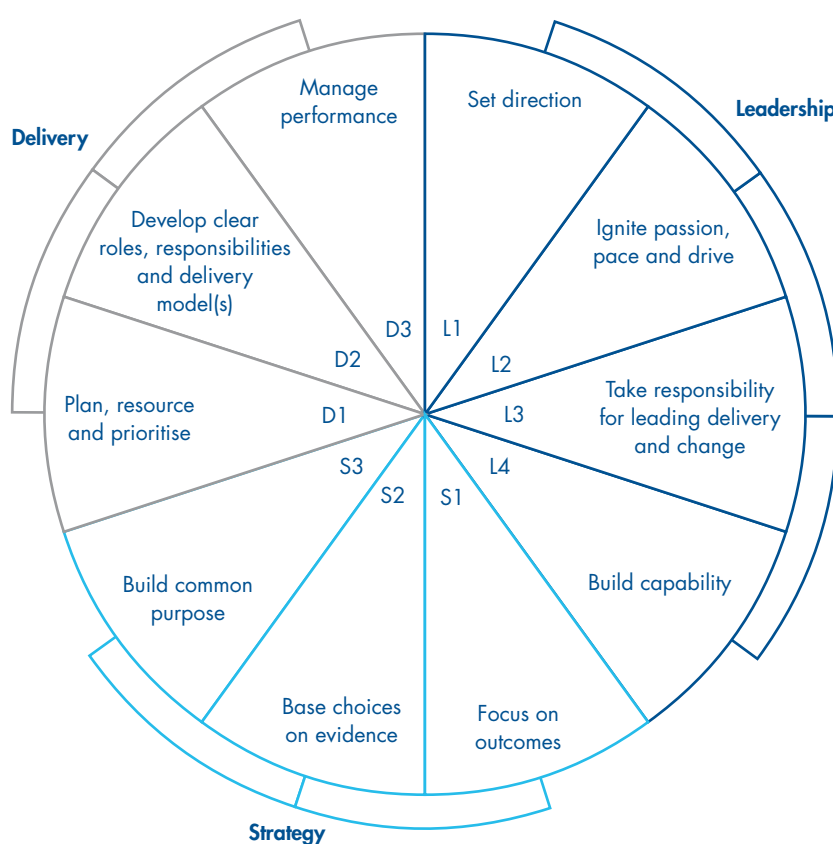 Delivery
Leadership
Strategy
Set direction
L1
Ignite passion,
pace and drive
L2
Take responsibility
for leading delivery
and change
L3
Build capability
L4
Focus on
outcomes
S1
Base choices
on evidence
S2
Build common
purpose
S3
Plan, resource
and prioritise
D1
Develop clear
roles, responsibilities
and delivery
model(s)
D2
Manage
performance
D3